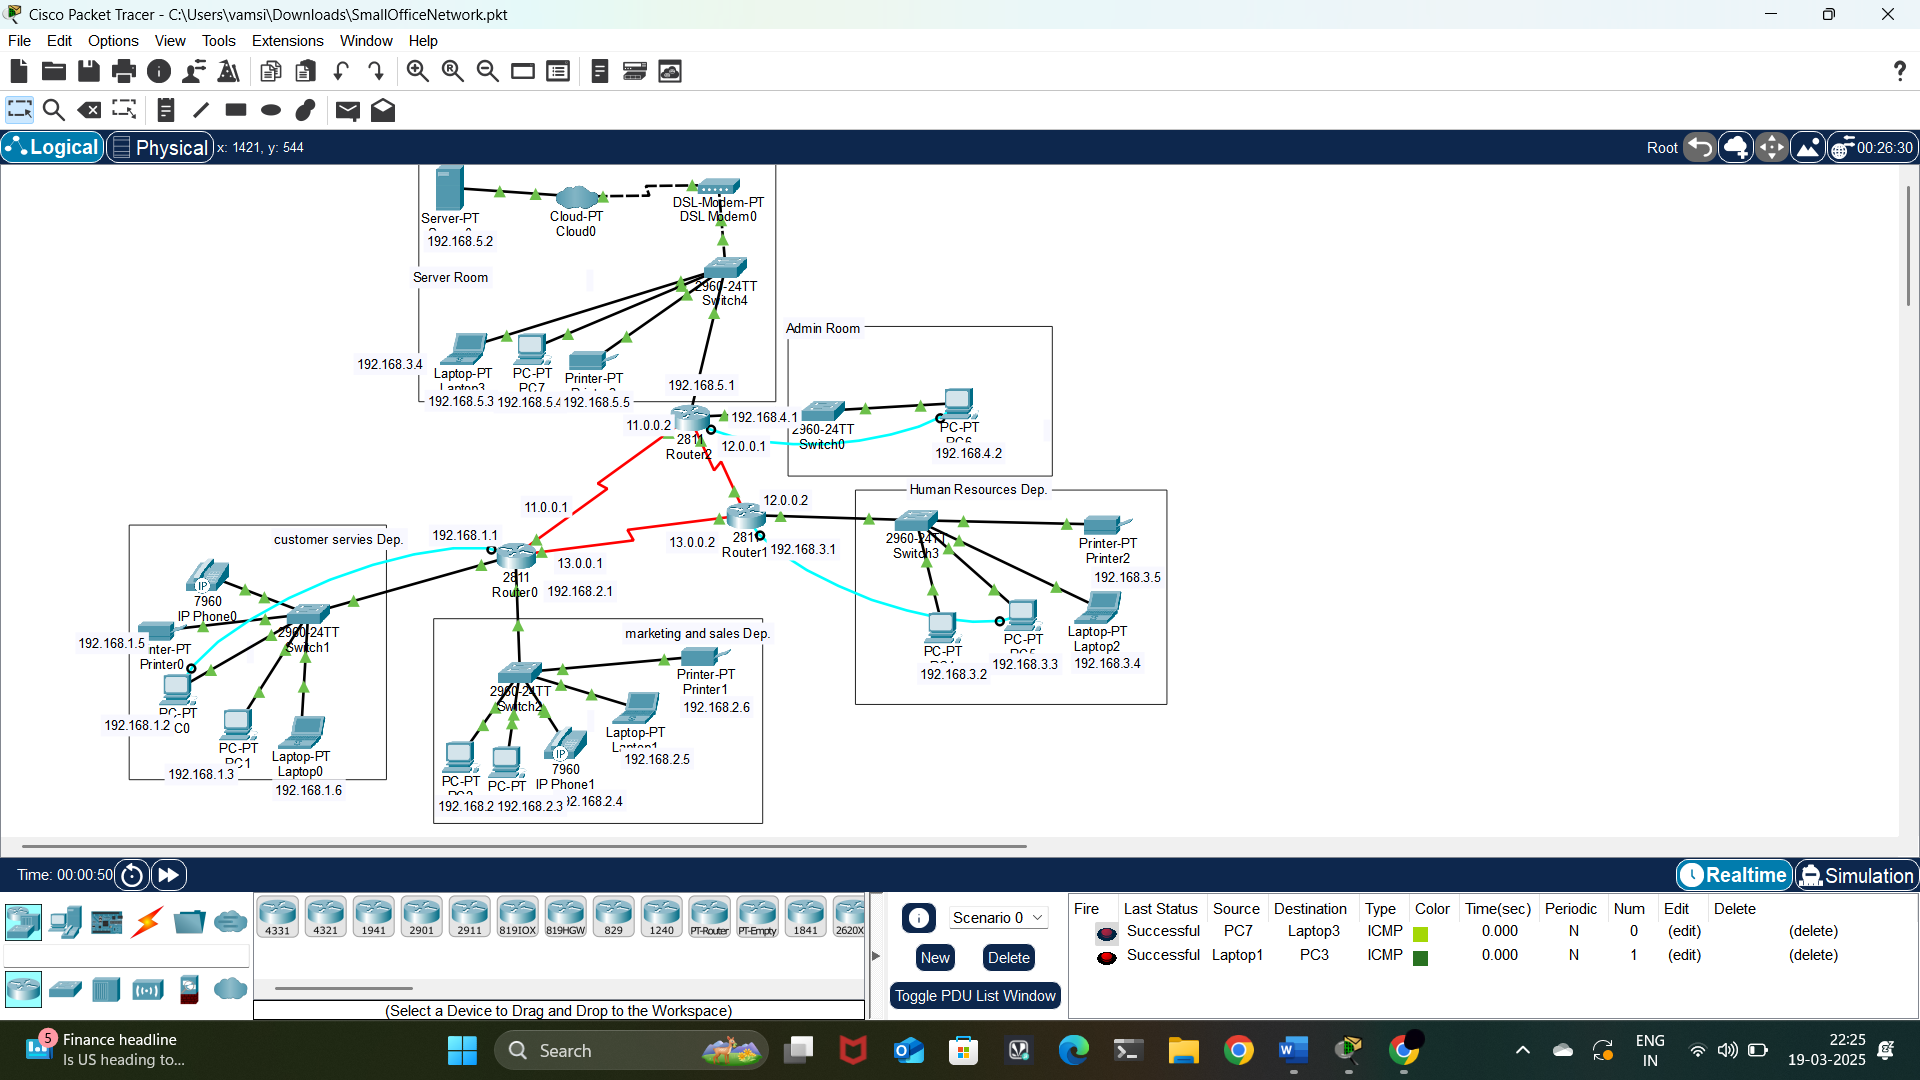 Cisco Packet Tracer - C:\Users\vamsi\Downloads\SmallOfficeNetwork.pkt
File Edit Options View Tools Extensions Window Help
Logical Physical x: 1421, y: 544
Root 00:26:30
Server-PT
192.168.5.2
Cloud-PT
Cloud0
DSL-Modem-PT
DSL Modem0
Server Room
2960-24TT
Switch4
192.168.3.4
Laptop-PT
Laptop3
PC-PT
PC7
Printer-PT
192.168.5.3
192.168.5.4
192.168.5.5
192.168.5.1
Admin Room
11.0.0.2
2811
Router2
192.168.4.1
12.0.0.1
2960-24TT
Switch0
PC-PT
PC6
192.168.4.2
11.0.0.1
12.0.0.2
13.0.0.2
2811
Router1
192.168.3.1
Human Resources Dep.
2960-24TT
Switch3
Printer-PT
Printer2
192.168.3.5
PC-PT
192.168.3.2
PC-PT
PC5
192.168.3.3
Laptop-PT
Laptop2
192.168.3.4
customer servies Dep.
192.168.1.1
2811
Router0
13.0.0.1
192.168.2.1
IP
7960
IP Phone0
192.168.1.5
nter-PT
Printer0
2960-24TT
Switch1
PC-PT
C0
192.168.1.2
PC-PT
PC1
192.168.1.3
Laptop-PT
Laptop0
192.168.1.6
marketing and sales Dep.
2960-24TT
Switch2
Printer-PT
Printer1
192.168.2.6
Laptop-PT
Laptop1
192.168.2.5
IP
7960
IP Phone1
92.168.2.4
PC-PT
PC2
192.168.2
PC-PT
192.168.2.3
Time: 00:00:50
Realtime Simulation
4331 4321 1941 2901 2911 819IOX 819HGW 829 1240 PT-Router PT-Empty 1841 2620X
(Select a Device to Drag and Drop to the Workspace)
Scenario 0
New Delete
Toggle PDU List Window
Fire Last Status Source Destination Type Color Time(sec) Periodic Num Edit Delete
Successful PC7 Laptop3 ICMP 0.000 N 0 (edit) (delete)
Successful Laptop1 PC3 ICMP 0.000 N 1 (edit) (delete)
5
Finance headline
Is US heading to...
Search
ENG
IN
22:25
19-03-2025